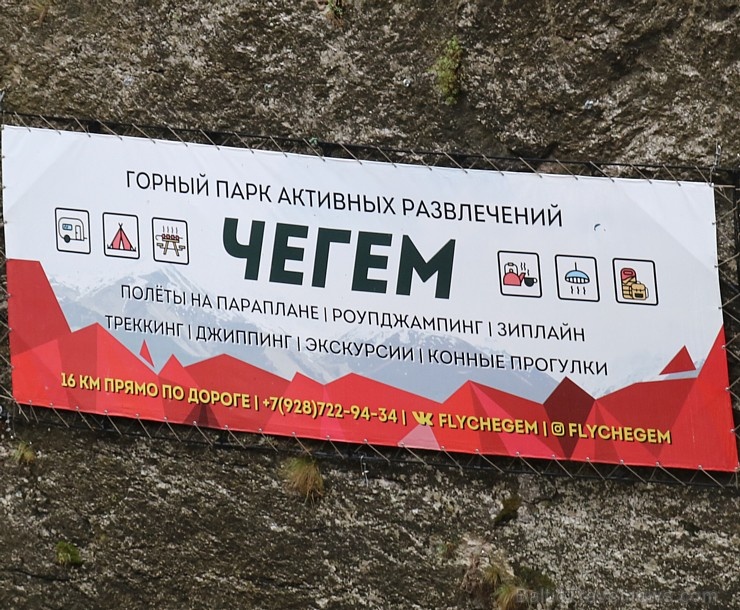 ГОРНЫЙ ПАРК АКТИВНЫХ РАЗВЛЕЧЕНИЙ
ЧЕГЕМ
ПОЛЁТЫ НА ПАРАПЛАНЕ | РОУПДЖАМПИНГ | ЗИПЛАЙН
ТРЕККИНГ | ДЖИППИНГ | ЭКСКУРСИИ | КОННЫЕ ПРОГУЛКИ
16 КМ ПРЯМО ПО ДОРОГЕ | +7(928)722-94-34 | FLYCHEGEM | FLYCHEGEM